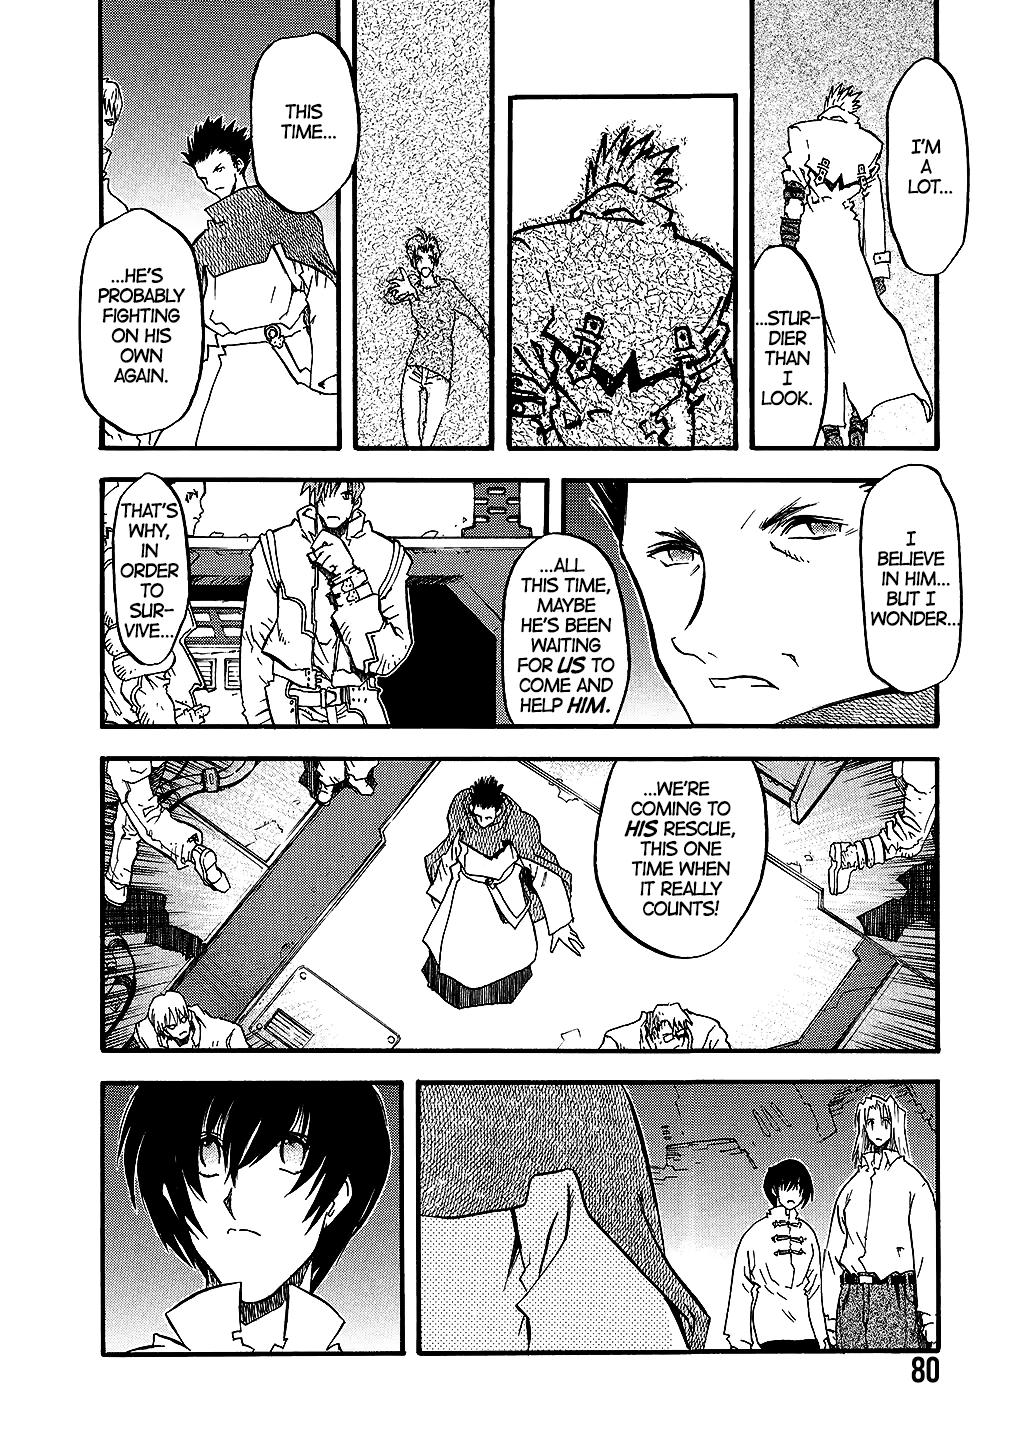 I'M
A
LOT...
...STUR-
DIER
THAN
I
LOOK.
THIS
TIME...
...HE'S
PROBABLY
FIGHTING
ON HIS
OWN
AGAIN.
I
BELIEVE
IN HIM...
BUT I
WONDER...
...ALL
THIS TIME,
MAYBE
HE'S BEEN
WAITING
FOR US TO
COME AND
HELP HIM.
THAT'S
WHY, IN
ORDER
TO
SUR-
VIVE...
...WE'RE
COMING TO
HIS RESCUE,
THIS ONE
TIME WHEN
IT REALLY
COUNTS!
80